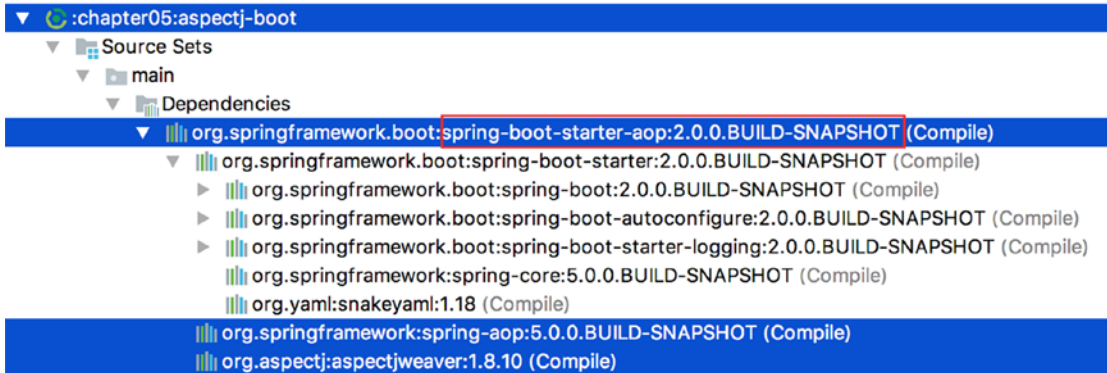 :chapter05:aspectj-boot
Source Sets
main
Dependencies
org.springframework.boot:spring-boot-starter-aop:2.0.0.BUILD-SNAPSHOT (Compile)
org.springframework.boot:spring-boot-starter:2.0.0.BUILD-SNAPSHOT (Compile)
org.springframework.boot:spring-boot:2.0.0.BUILD-SNAPSHOT (Compile)
org.springframework.boot:spring-boot-autoconfigure:2.0.0.BUILD-SNAPSHOT (Compile)
org.springframework.boot:spring-boot-starter-logging:2.0.0.BUILD-SNAPSHOT (Compile)
org.springframework:spring-core:5.0.0.BUILD-SNAPSHOT (Compile)
org.yaml:snakeyaml:1.18 (Compile)
org.springframework:spring-aop:5.0.0.BUILD-SNAPSHOT (Compile)
org.aspectj:aspectjweaver:1.8.10 (Compile)